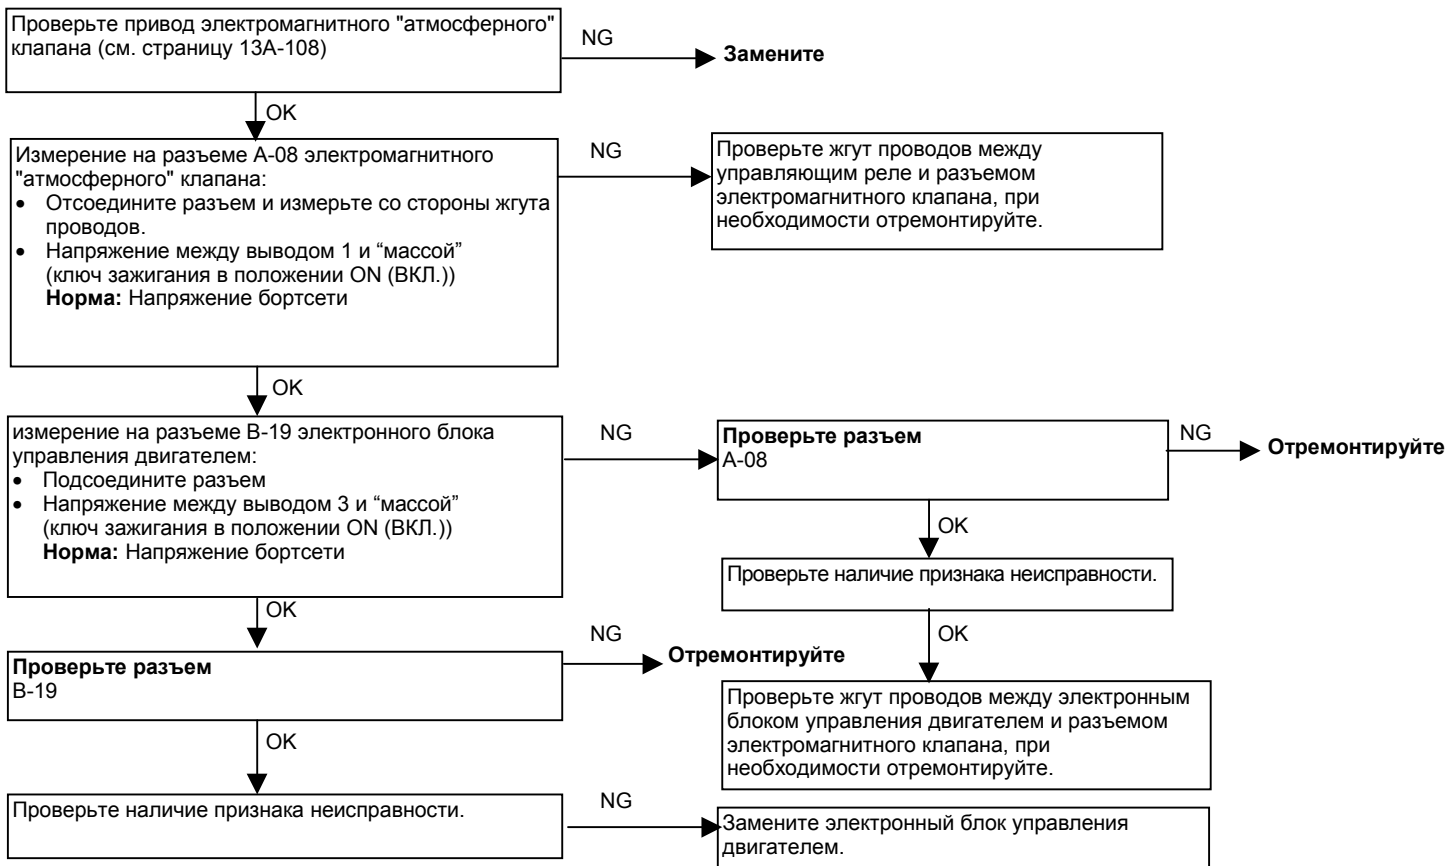 Проверьте привод электромагнитного "атмосферного"
клапана (см. страницу 13A-108)
NG
Замените
OK
Измерение на разъеме A-08 электромагнитного
"атмосферного" клапана:
• Отсоедините разъем и измерьте со стороны жгута
проводов.
• Напряжение между выводом 1 и “массой”
(ключ зажигания в положении ON (ВКЛ.))
Норма: Напряжение бортсети
NG
Проверьте жгут проводов между
управляющим реле и разъемом
электромагнитного клапана, при
необходимости отремонтируйте.
OK
измерение на разъеме B-19 электронного блока
управления двигателем:
• Подсоедините разъем
• Напряжение между выводом 3 и “массой”
(ключ зажигания в положении ON (ВКЛ.))
Норма: Напряжение бортсети
NG
Проверьте разъем
A-08
NG
Отремонтируйте
OK
Проверьте наличие признака неисправности.
OK
Проверьте жгут проводов между электронным
блоком управления двигателем и разъемом
электромагнитного клапана, при
необходимости отремонтируйте.
OK
Проверьте разъем
B-19
NG
Отремонтируйте
OK
Проверьте наличие признака неисправности.
NG
Замените электронный блок управления
двигателем.